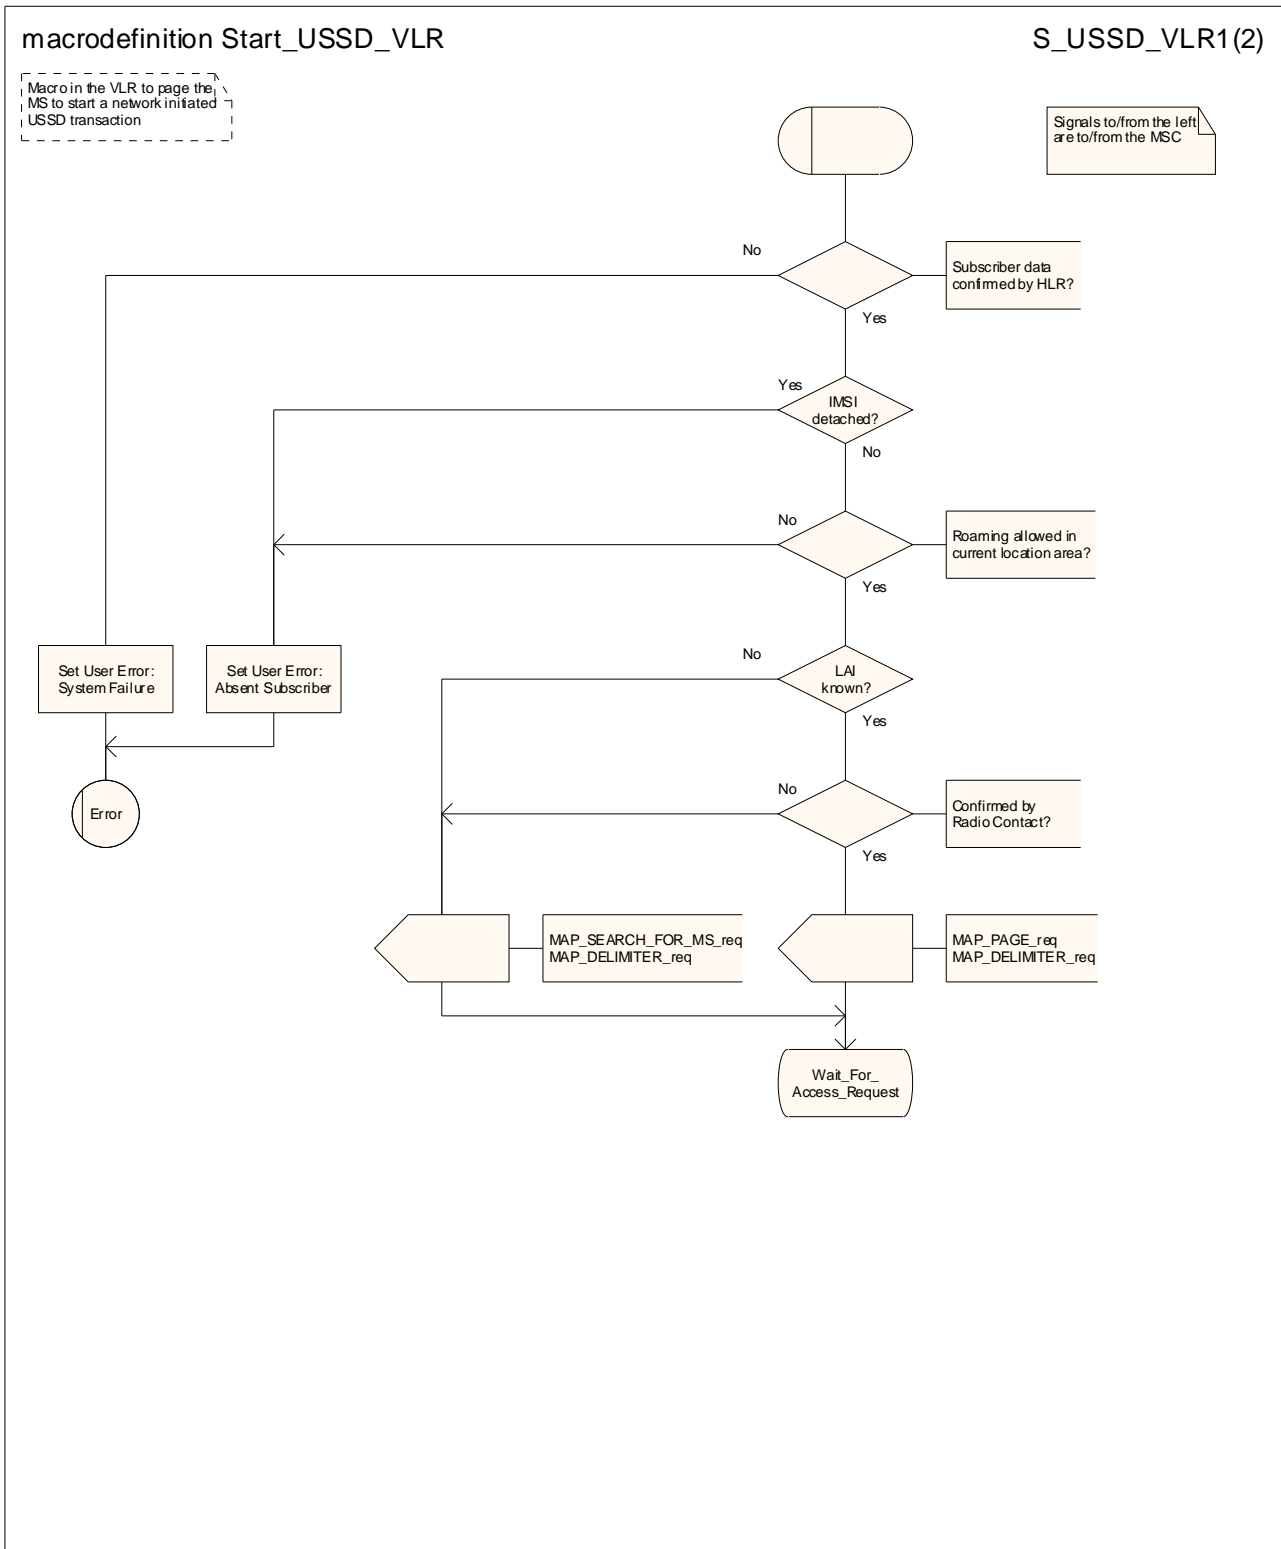 macrodefinition Start_USSD_VLR
S_USSD_VLR1(2)
Macro in the VLR to page the
MS to start a network initiated
USSD transaction
Signals to/from the left
are to/from the MSC
No
Subscriber data
confirmed by HLR?
Yes
Yes
IMSI
detached?
No
No
Roaming allowed in
current location area?
Yes
Set User Error:
System Failure
Set User Error:
Absent Subscriber
No
LAI
known?
Yes
No
Error
Confirmed by
Radio Contact?
Yes
MAP_SEARCH_FOR_MS_req
MAP_DELIMITER_req
MAP_PAGE_req
MAP_DELIMITER_req
Wait_For_
Access_Request